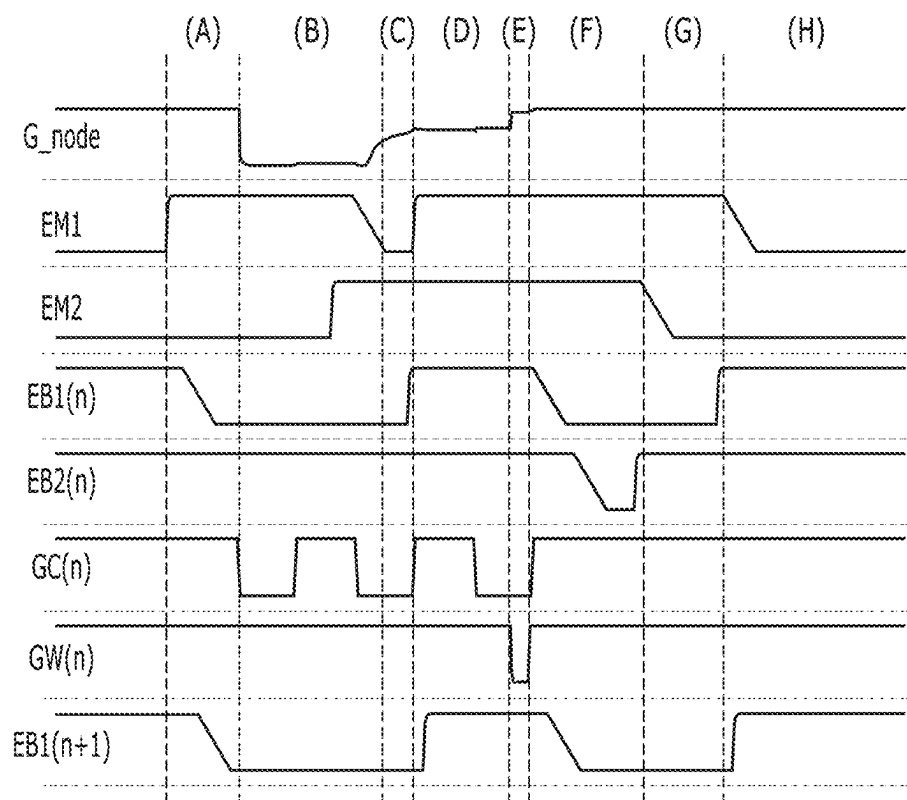 (A) (B) (C) (D) (E) (F) (G) (H)
G_node
EM1
EM2
EB1(n)
EB2(n)
GC(n)
GW(n)
EB1(n+1)